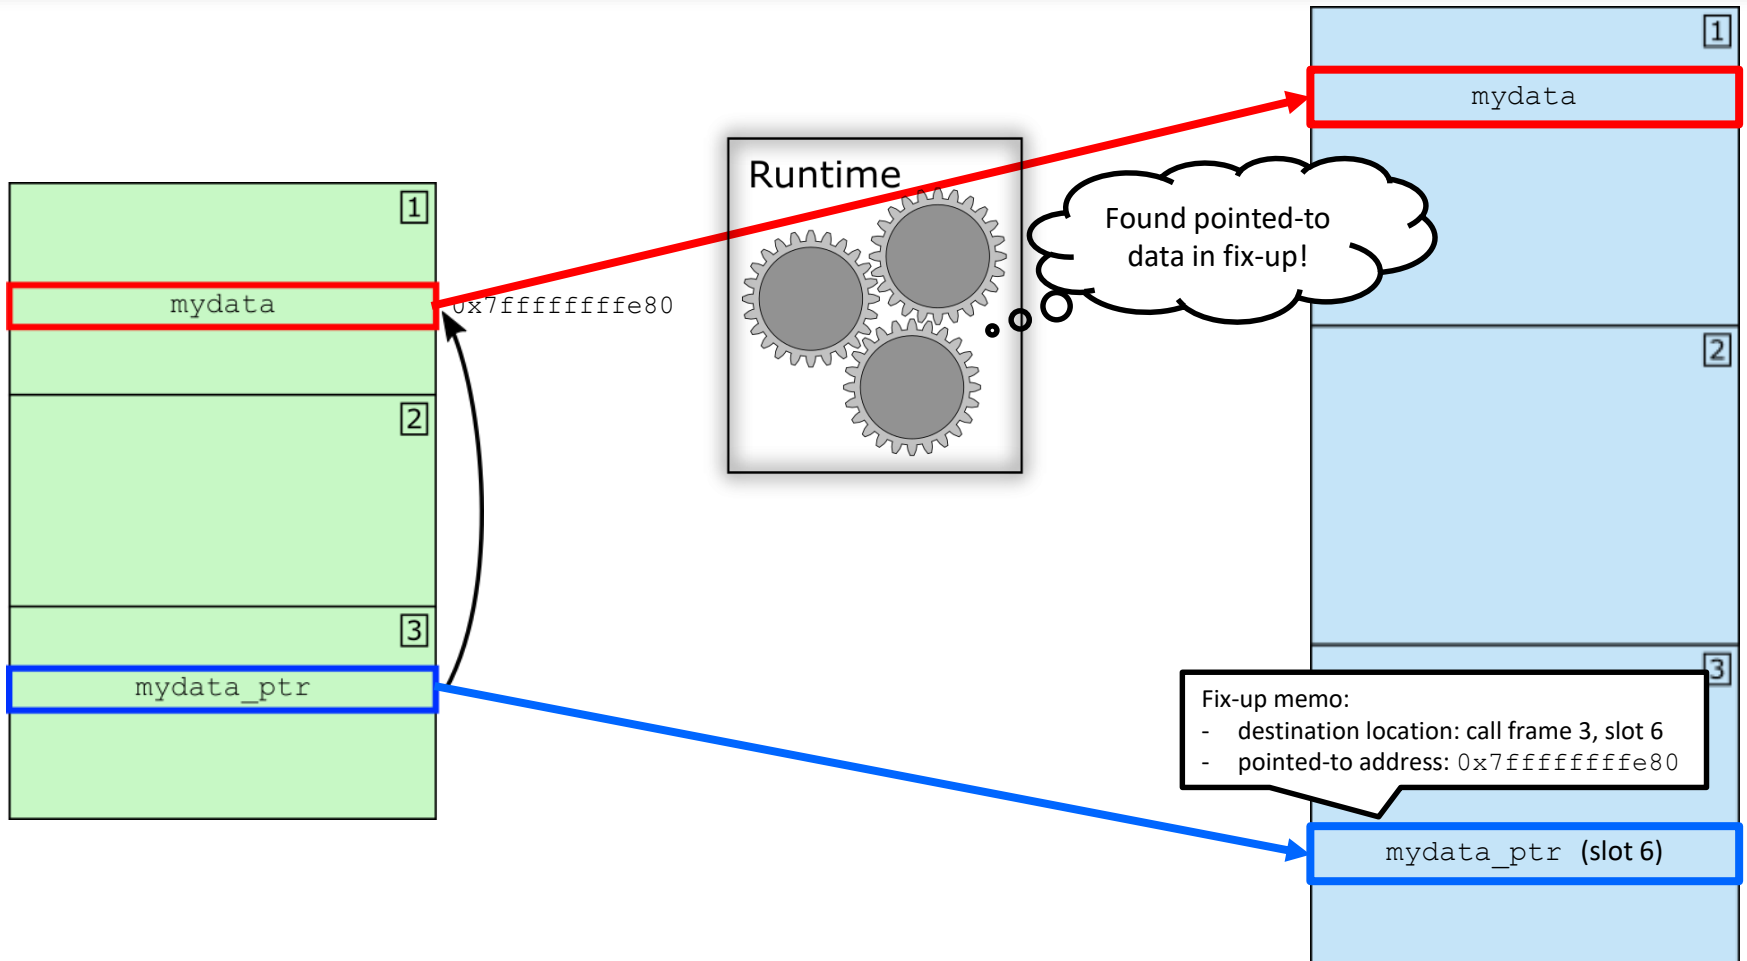 1
mydata
0x7ffffffffe80
2
3
mydata_ptr
Runtime
Found pointed-to
data in fix-up!
1
mydata
2
3
Fix-up memo:
- destination location: call frame 3, slot 6
- pointed-to address: 0x7ffffffffe80
mydata_ptr (slot 6)